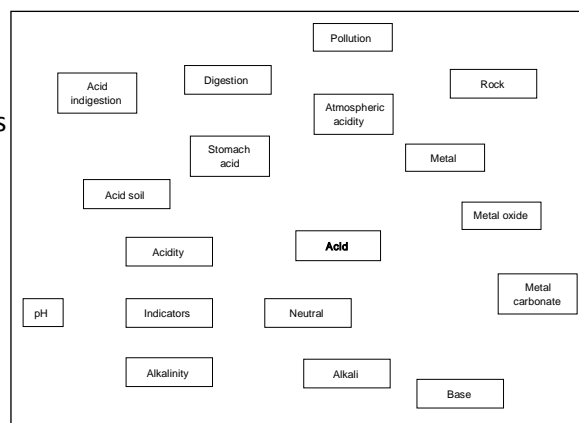 Pollution
Acid
indigestion
Digestion
Rock
Atmospheric
acidity
s
Stomach
acid
Metal
Acid soil
Metal oxide
Acidity
Acid
Metal
carbonate
pH
Indicators
Neutral
Alkalinity
Alkali
Base